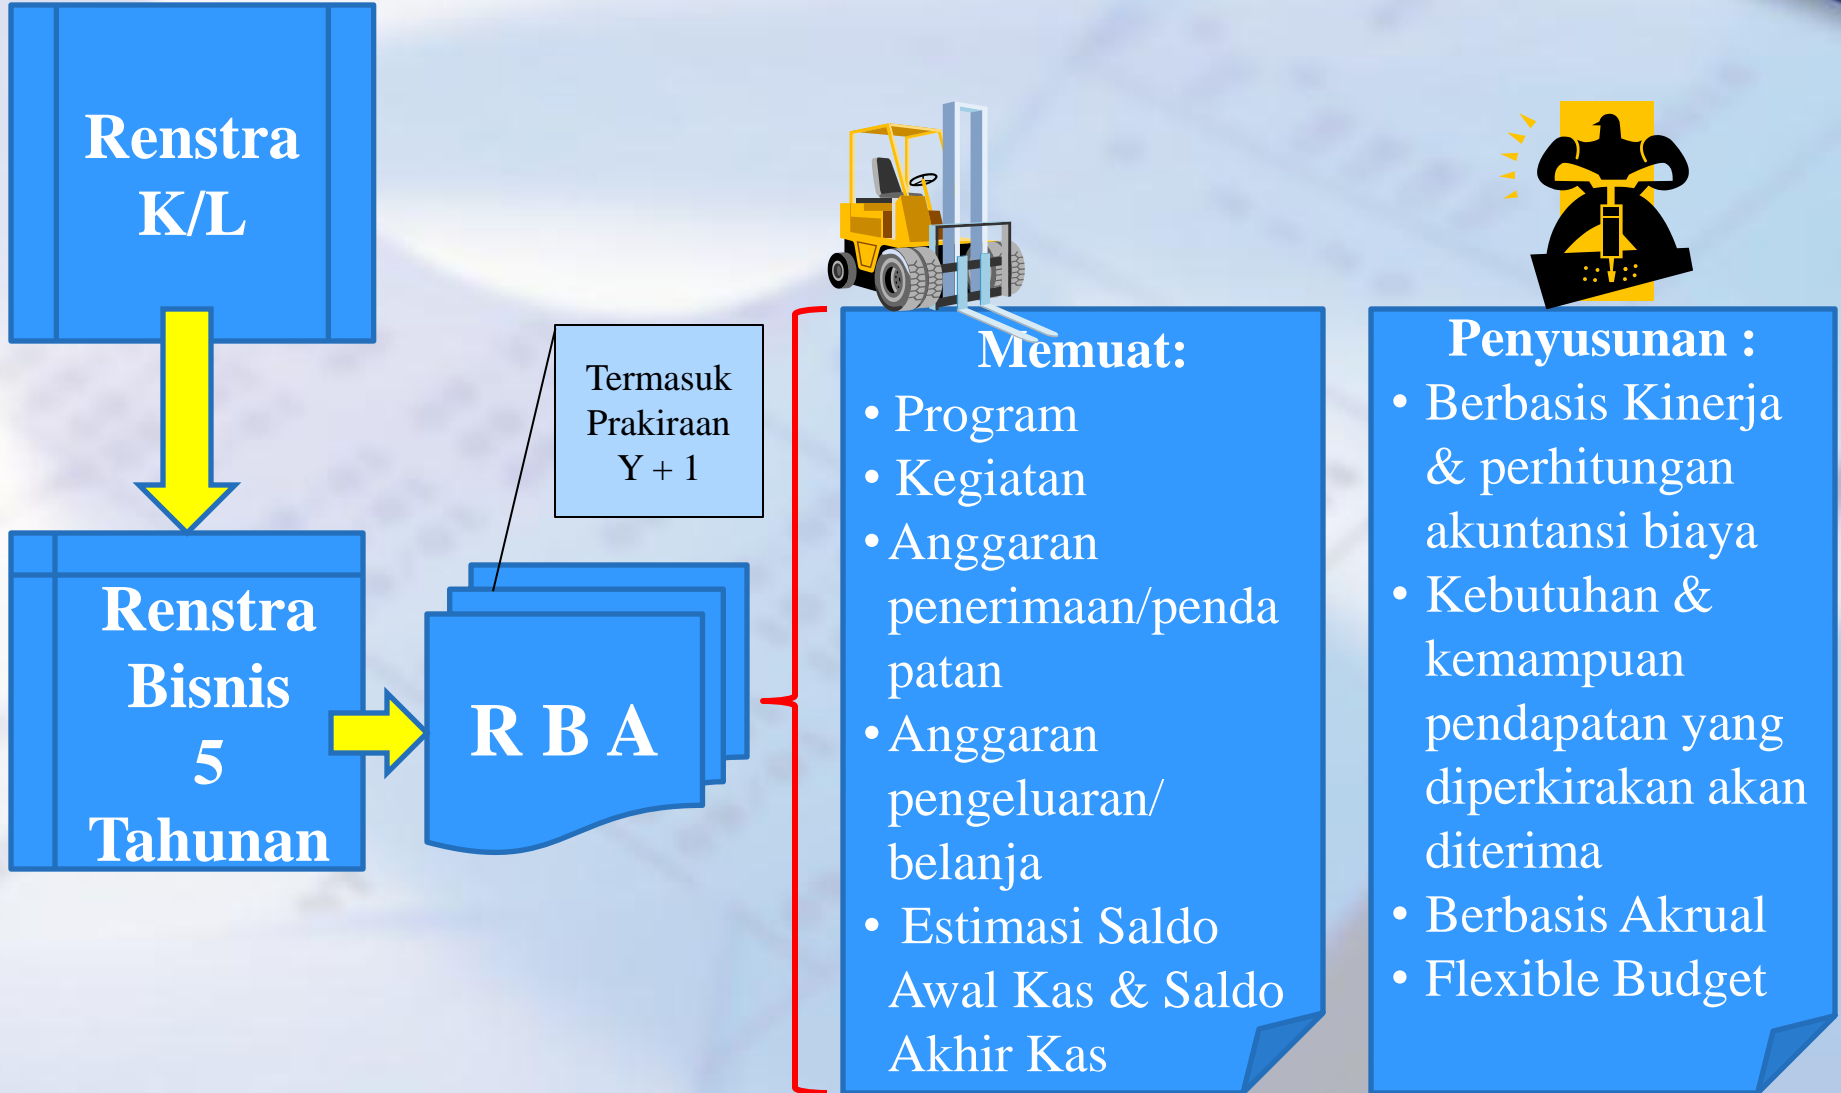 Renstra
K/L
Renstra
Bisnis
5
Tahunan
Termasuk
Prakiraan
Y + 1
R B A
Memuat:
• Program
• Kegiatan
• Anggaran
penerimaan/penda
patan
• Anggaran
pengeluaran/
belanja
• Estimasi Saldo
Awal Kas & Saldo
Akhir Kas
Penyusunan :
• Berbasis Kinerja
& perhitungan
akuntansi biaya
• Kebutuhan &
kemampuan
pendapatan yang
diperkirakan akan
diterima
• Berbasis Akrual
• Flexible Budget